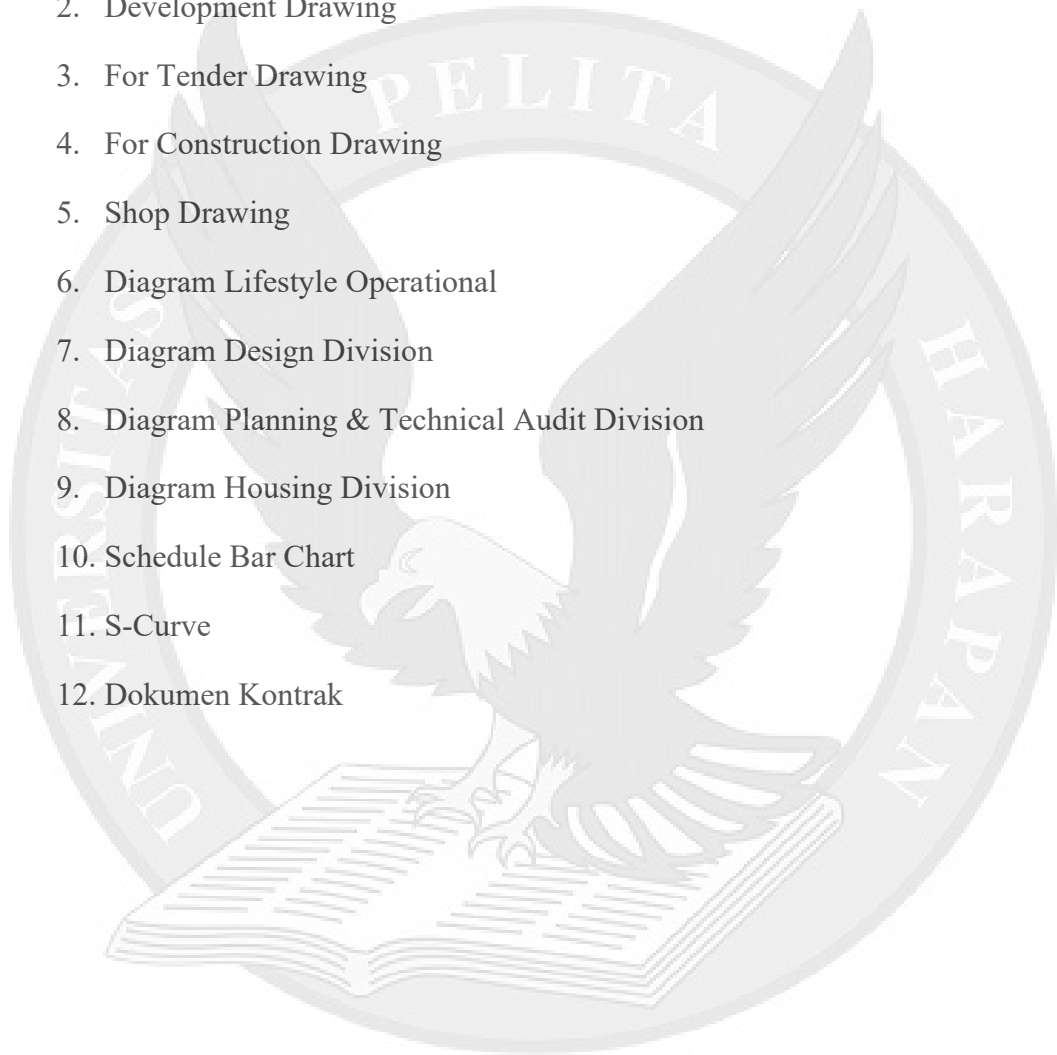 2. Development Drawing
3. For Tender Drawing
4. For Construction Drawing
5. Shop Drawing
6. Diagram Lifestyle Operational
7. Diagram Design Division
8. Diagram Planning & Technical Audit Division
9. Diagram Housing Division
10. Schedule Bar Chart
11. S-Curve
12. Dokumen Kontrak
UNIVERSITAS PELITA HARAPAN